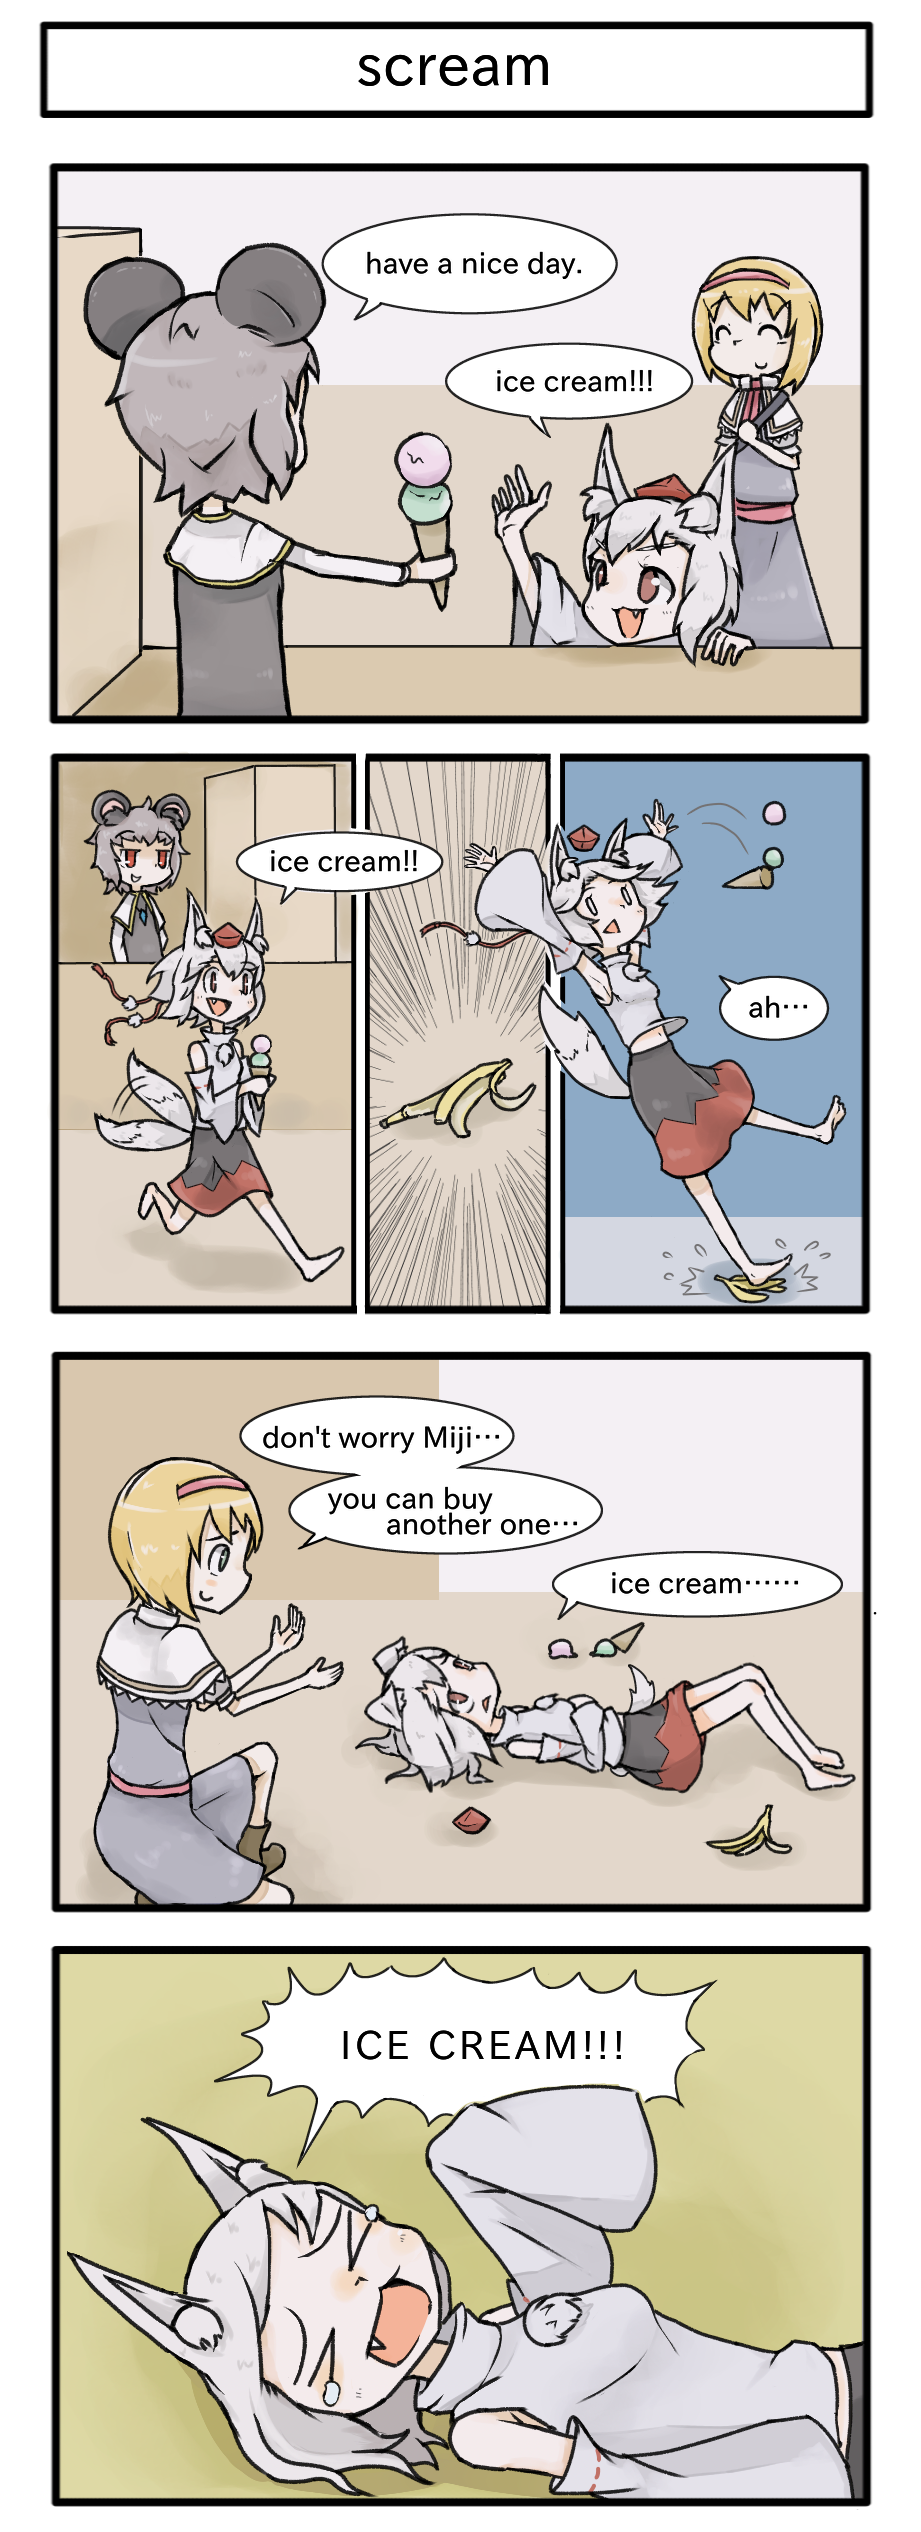 scream
have a nice day.
ice cream!!!
ice cream!!
ah…
don't worry Miji…
you can buy
another one…
ice cream……
ICE CREAM!!!